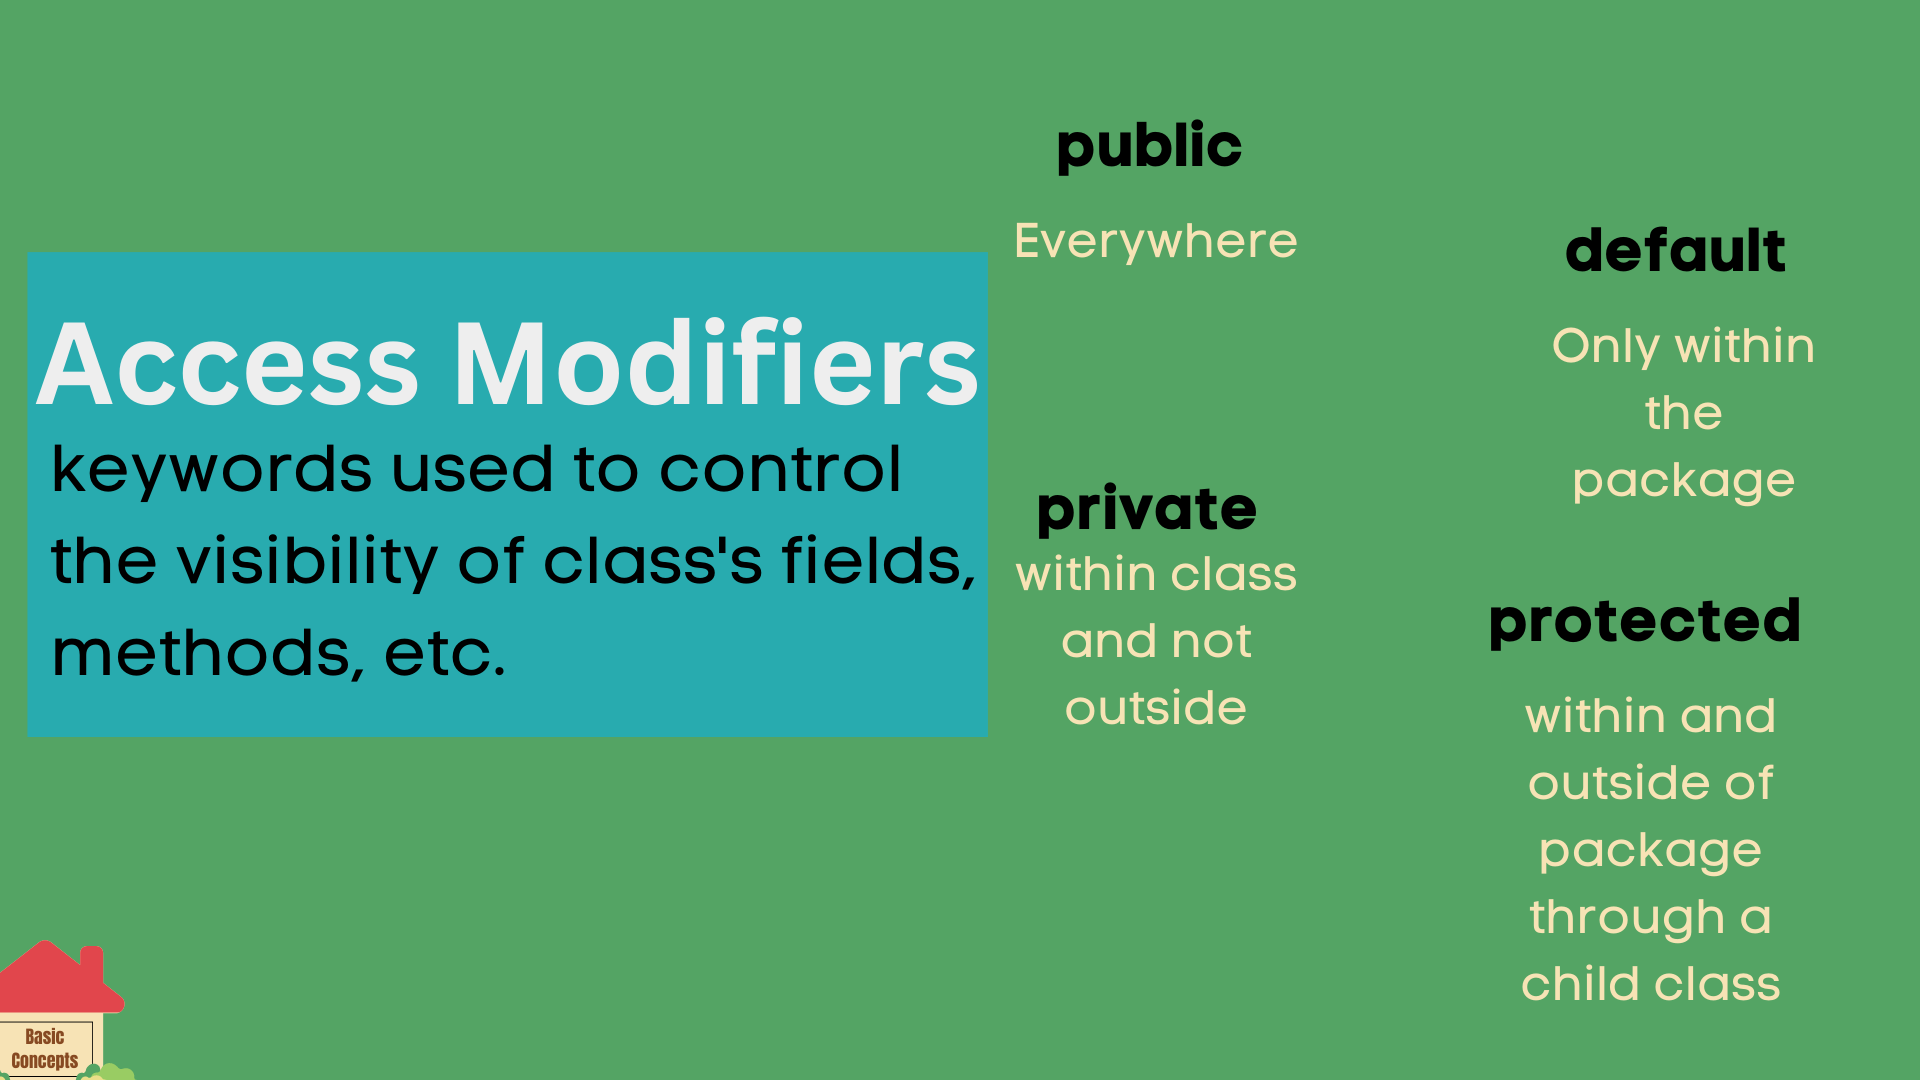 Access Modifiers
keywords used to control
the visibility of class's fields,
methods, etc.
public
Everywhere
private
within class
and not
outside
default
Only within
the
package
protected
within and
outside of
package
through a
child class
Basic
Concepts